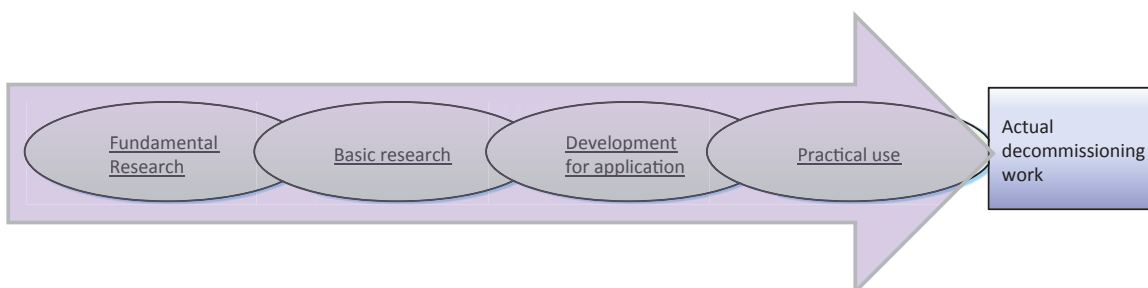 Fundamental
Research
Basic research
Development
for application
Practical use
Actual
decommissioning
work